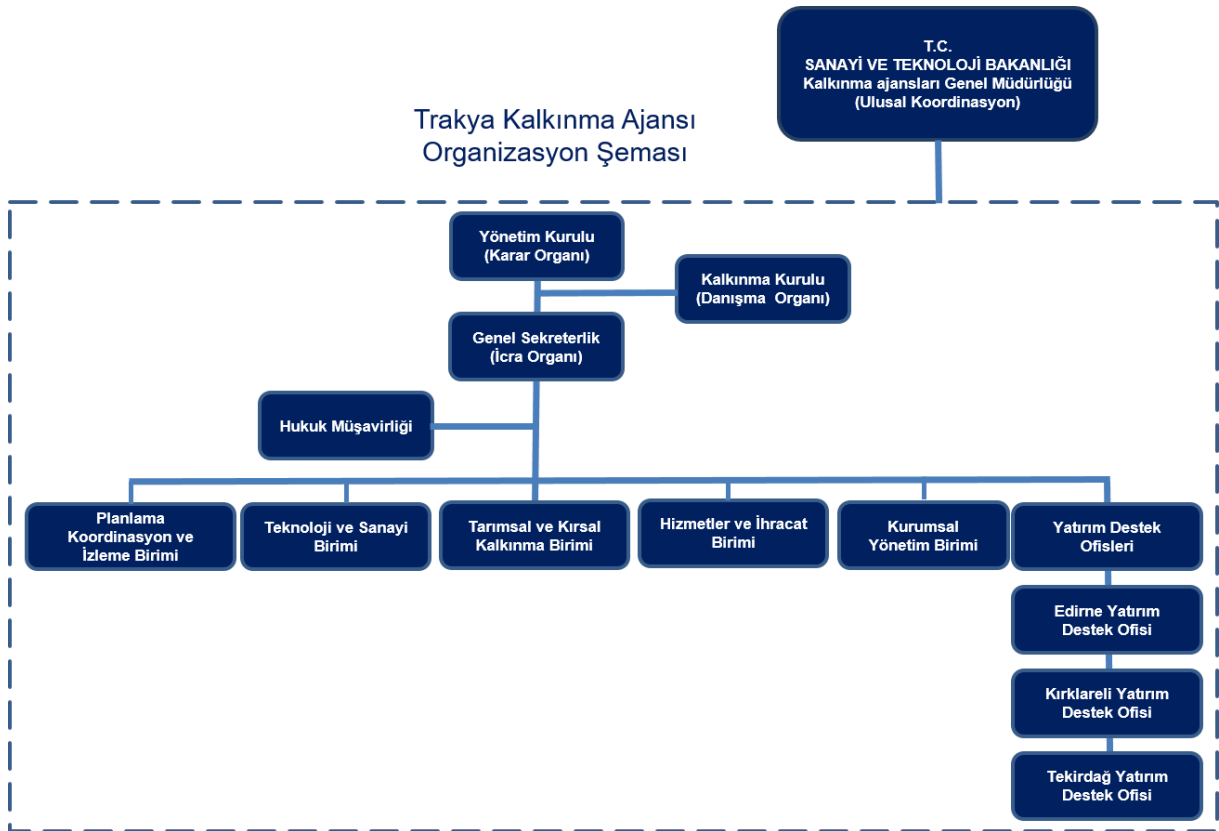 T.C.
SANAYİ VE TEKNOLOJİ BAKANLIĞI
Kalkınma ajansları Genel Müdürlüğü
(Ulusal Koordinasyon)
Trakya Kalkınma Ajansı
Organizasyon Şeması
Yönetim Kurulu
(Karar Organı)
Kalkınma Kurulu
(Danışma Organı)
Genel Sekreterlik
(İcra Organı)
Hukuk Müşavirliği
Planlama
Koordinasyon ve
İzleme Birimi
Teknoloji ve Sanayi
Birimi
Tarımsal ve Kırsal
Kalkınma Birimi
Hizmetler ve İhracat
Birimi
Kurumsal
Yönetim Birimi
Yatırım Destek
Ofisleri
Edirne Yatırım
Destek Ofisi
Kırklareli Yatırım
Destek Ofisi
Tekirdağ Yatırım
Destek Ofisi